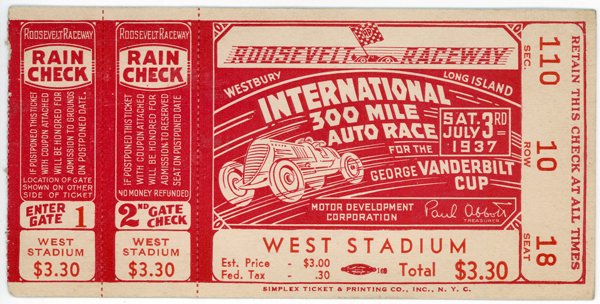 ROOSEVELT RACEWAY
RAIN
CHECK
IF POSTPONED THIS TICKET
WITH COUPON ATTACHED
WILL BE HONORED FOR
ADMISSION TO GROUNDS
ON POSTPONED DATE.
LOCATION OF GATE
SHOWN ON OTHER
SIDE OF TICKET
ENTER
GATE 1
WEST
STADIUM
$3.30
ROOSEVELT RACEWAY
RAIN
CHECK
IF POSTPONED THIS TICKET
WITH COUPON ATTACHED
WILL BE HONORED FOR
ADMISSION TO RESERVED
SEAT ON POSTPONED DATE.
NO MONEY REFUNDED
2ND GATE
CHECK
WEST
STADIUM
$3.30
ROOSEVELT RACEWAY
WESTBURY LONG ISLAND
INTERNATIONAL
300 MILE
AUTO RACE
FOR THE
GEORGE VANDERBILT
CUP
SAT.
JULY 3RD
1937
MOTOR DEVELOPMENT
CORPORATION
Paul Abbott
TREASURER
WEST STADIUM
Est. Price - $3.00
Fed. Tax - .30
Total $3.30
SIMPLEX TICKET & PRINTING CO., INC., N. Y. C.
SEC. 110
ROW 10
SEAT 18
RETAIN THIS CHECK AT ALL TIMES